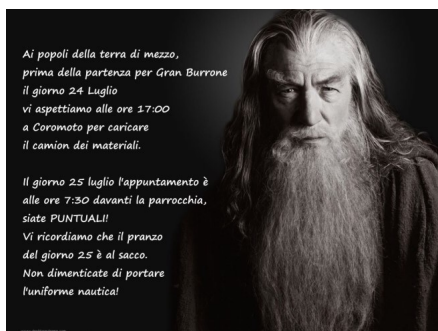 Ai popoli della terra di mezzo,
prima della partenza per Gran Burrone
il giorno 24 Luglio
vi aspettiamo alle ore 17:00
a Coromoto per caricare
il camion dei materiali.
Il giorno 25 luglio l'appuntamento è
alle ore 7:30 davanti la parrocchia,
siate PUNTUALI!
Vi ricordiamo che il pranzo
del giorno 25 è al sacco.
Non dimenticate di portare
l'uniforme nautica!